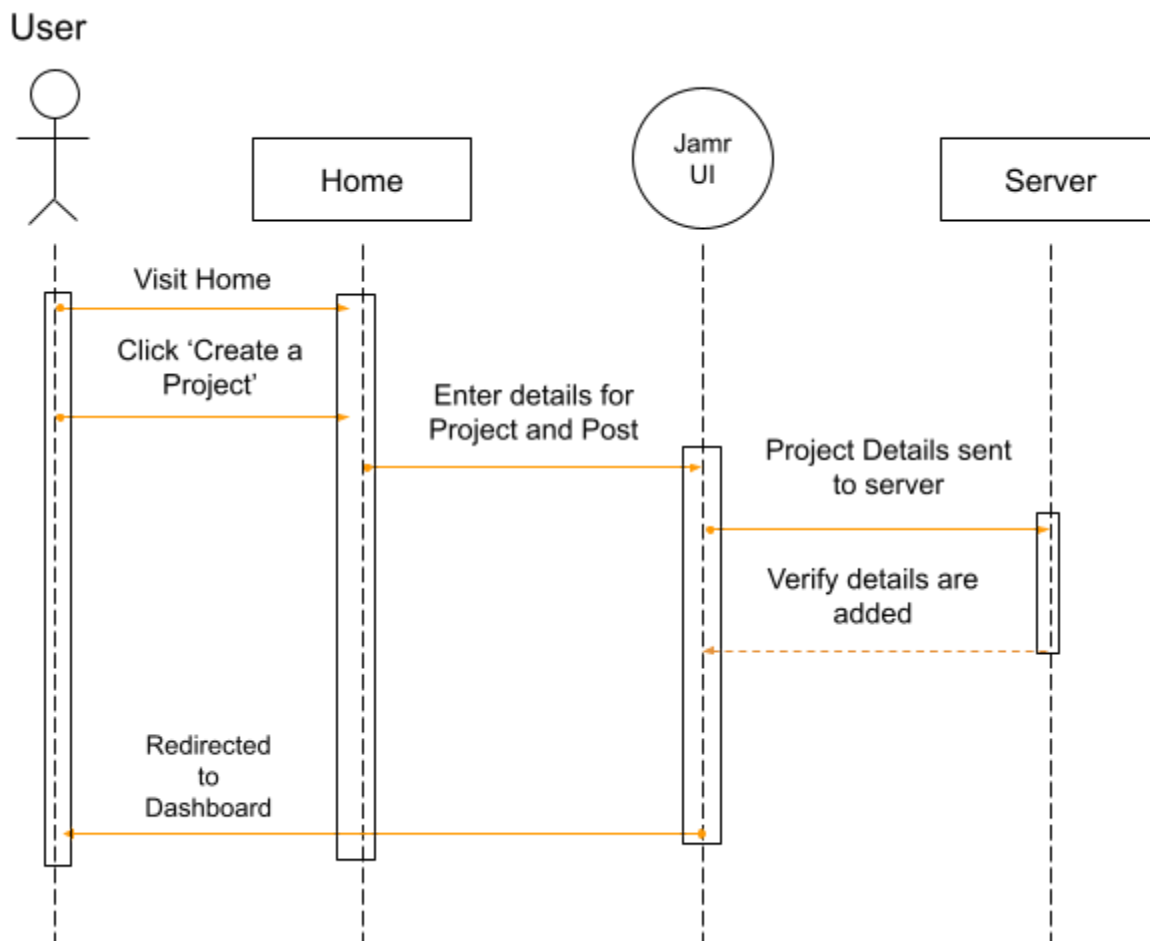 User
Home
Jamr
UI
Server
Visit Home
Click ‘Create a
Project’
Enter details for
Project and Post
Project Details sent
to server
Verify details are
added
Redirected
to
Dashboard